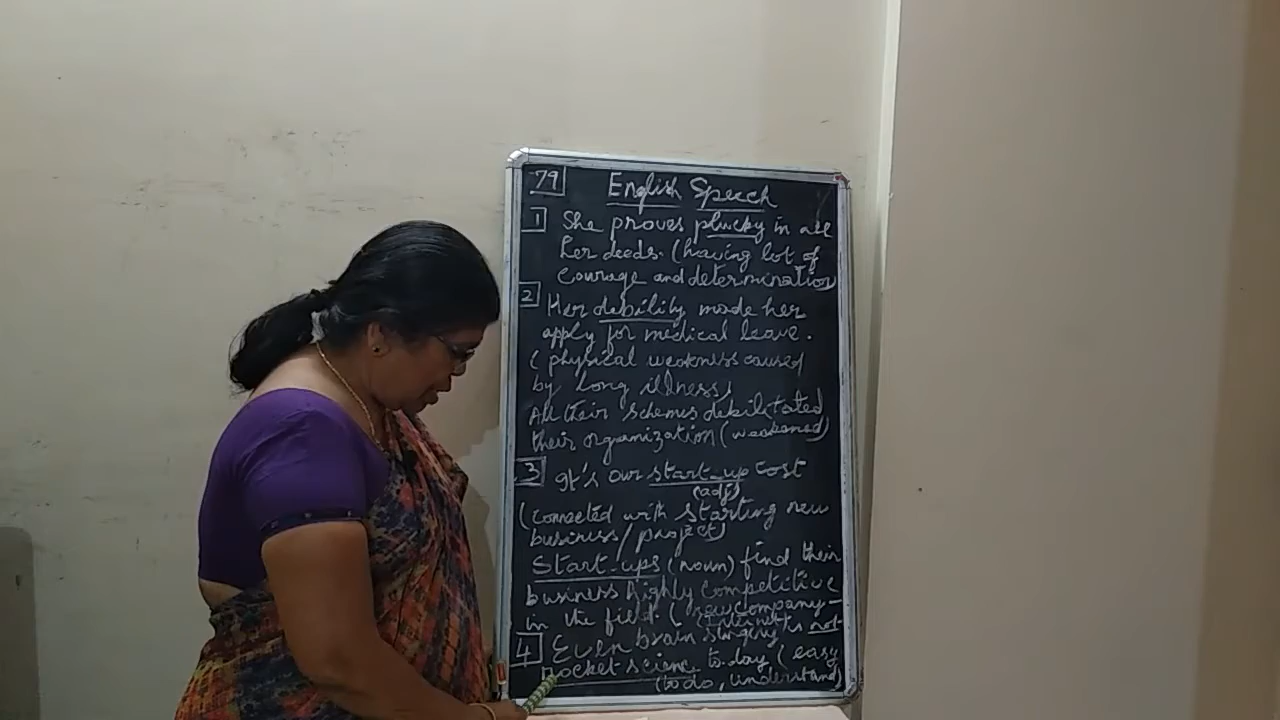 79 English Speech
1 She proves plucky in all
her deeds. (having lot of
courage and determination
2 Her debility made her
apply for medical leave.
(physical weakness caused
by long illness)
All their schemes debilitated
their organization (weakened)
3 It's our start-up cost
(adj)
(connected with starting new
business/project)
Start-ups (noun) find their
business highly competitive
in the field. (new company-
internet
4 Even brain surgery is not
rocket science to-day (easy
(to do, understand)